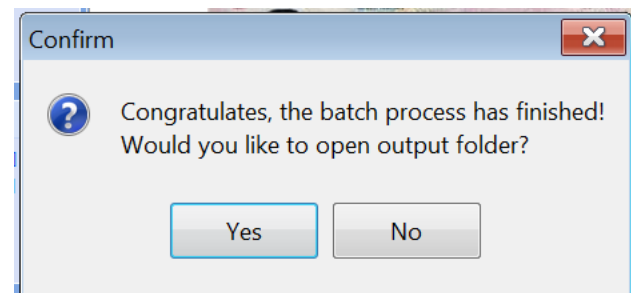 Confirm
Congratulates, the batch process has finished!
Would you like to open output folder?
Yes
No